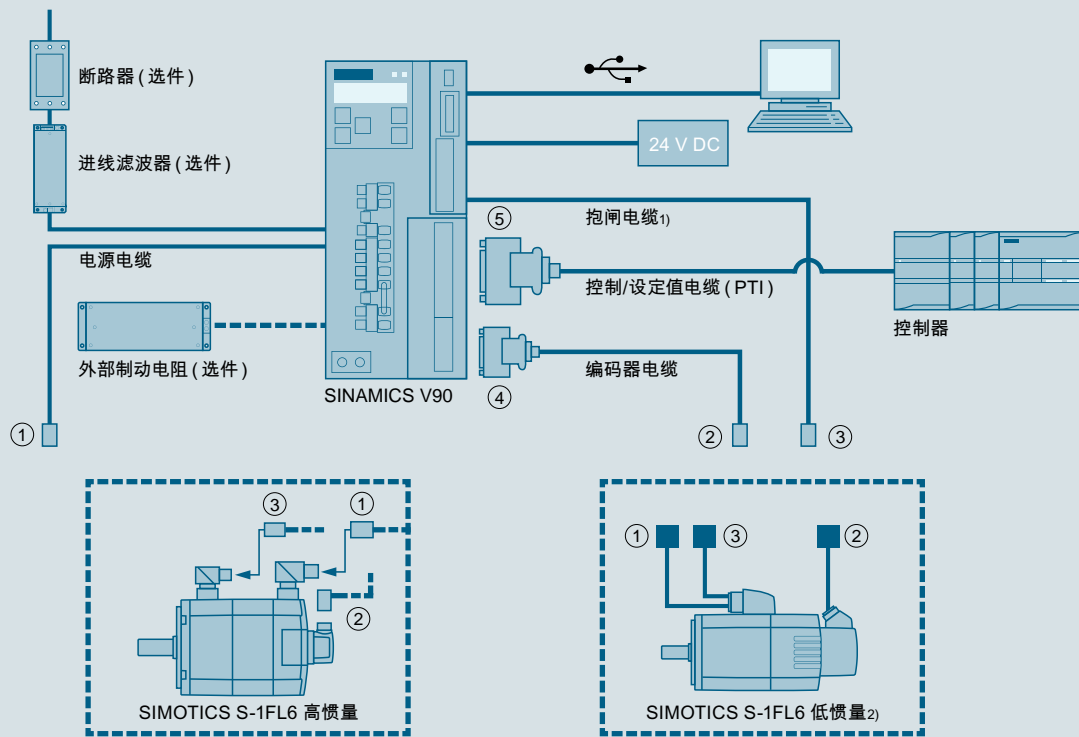 断路器 ( 选件 )
进线滤波器 ( 选件 )
24 V DC
⑤
抱闸电缆1)
电源电缆
控制/设定值电缆 ( PTI )
控制器
外部制动电阻 ( 选件 )
编码器电缆
SINAMICS V90
④
①
②
③
③
①
②
SIMOTICS S-1FL6 高惯量
①
③
②
SIMOTICS S-1FL6 低惯量2)